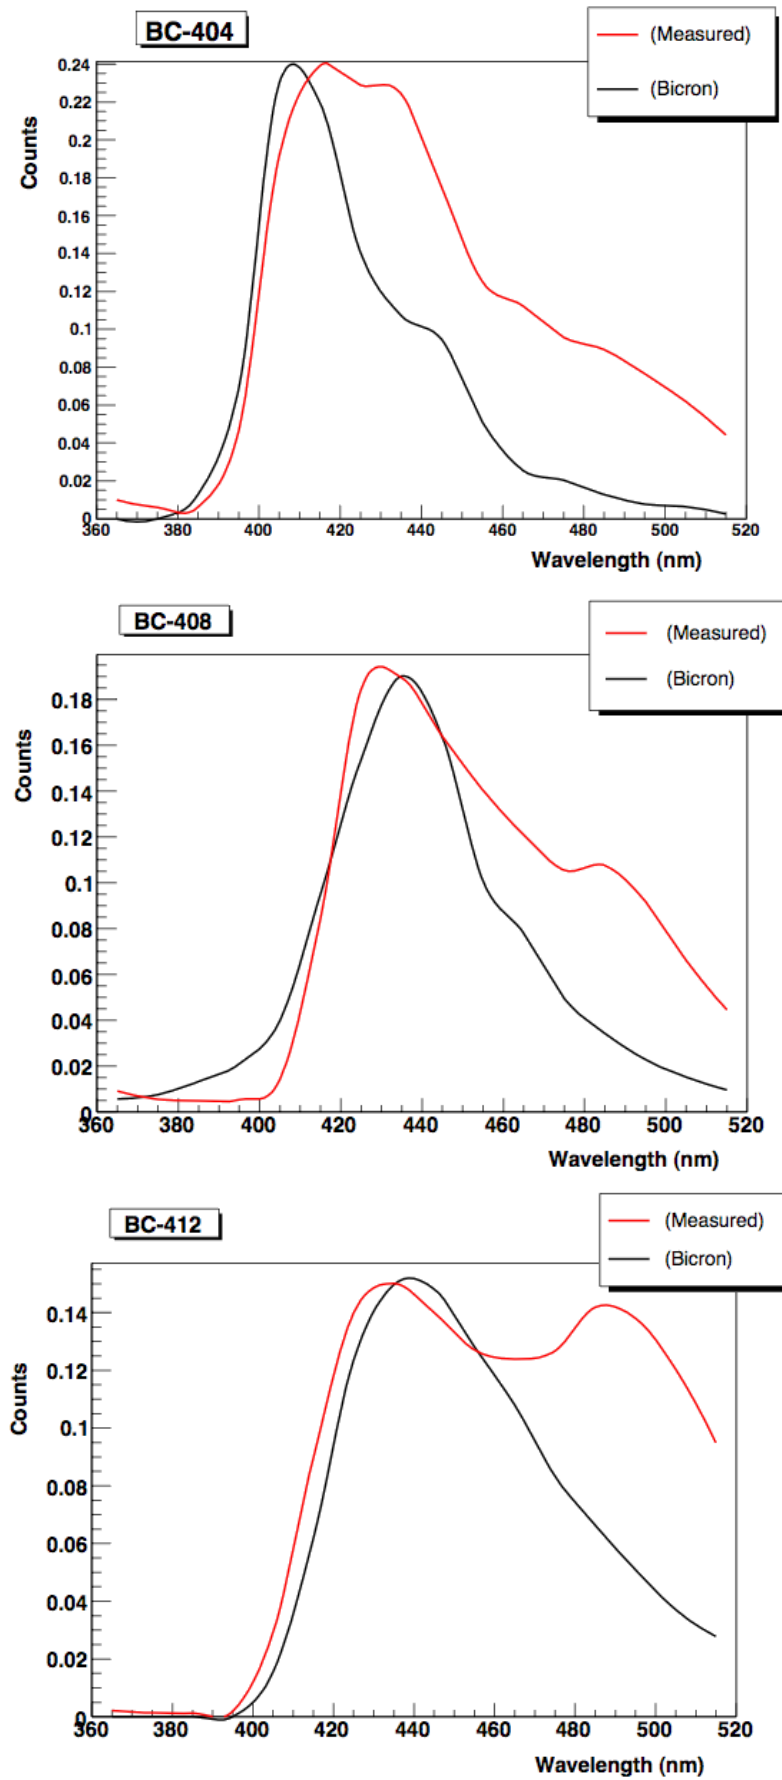 BC-404
(Measured)
(Bicron)
Counts
0.24
0.22
0.2
0.18
0.16
0.14
0.12
0.1
0.08
0.06
0.04
0.02
0
360 380 400 420 440 460 480 500 520
Wavelength (nm)
BC-408
(Measured)
(Bicron)
Counts
0.18
0.16
0.14
0.12
0.1
0.08
0.06
0.04
0.02
0
360 380 400 420 440 460 480 500 520
Wavelength (nm)
BC-412
(Measured)
(Bicron)
Counts
0.14
0.12
0.1
0.08
0.06
0.04
0.02
0
360 380 400 420 440 460 480 500 520
Wavelength (nm)